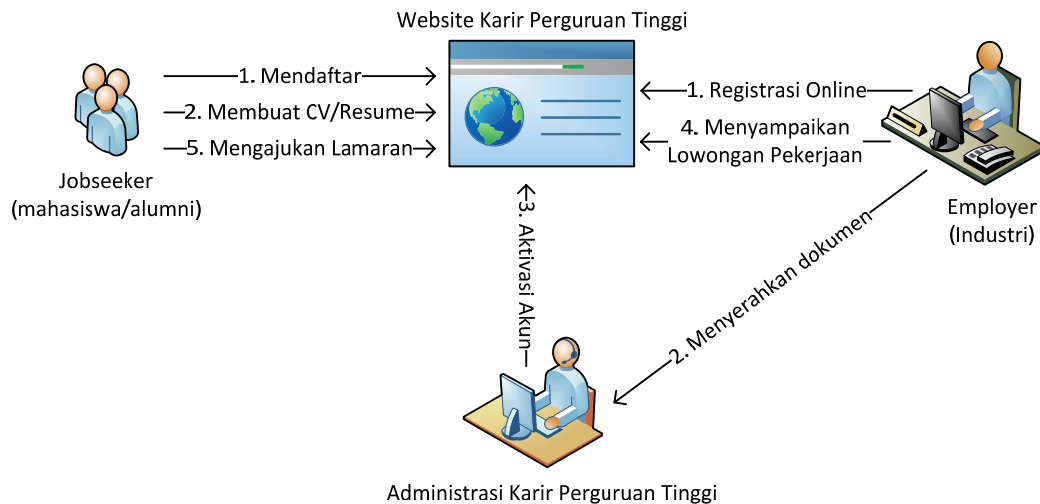 Website Karir Perguruan Tinggi
1. Mendaftar
2. Membuat CV/Resume
5. Mengajukan Lamaran
Jobseeker
(mahasiswa/alumni)
1. Registrasi Online
4. Menyampaikan
Lowongan Pekerjaan
Employer
(Industri)
3. Aktivasi Akun
2. Menyerahkan dokumen
Administrasi Karir Perguruan Tinggi